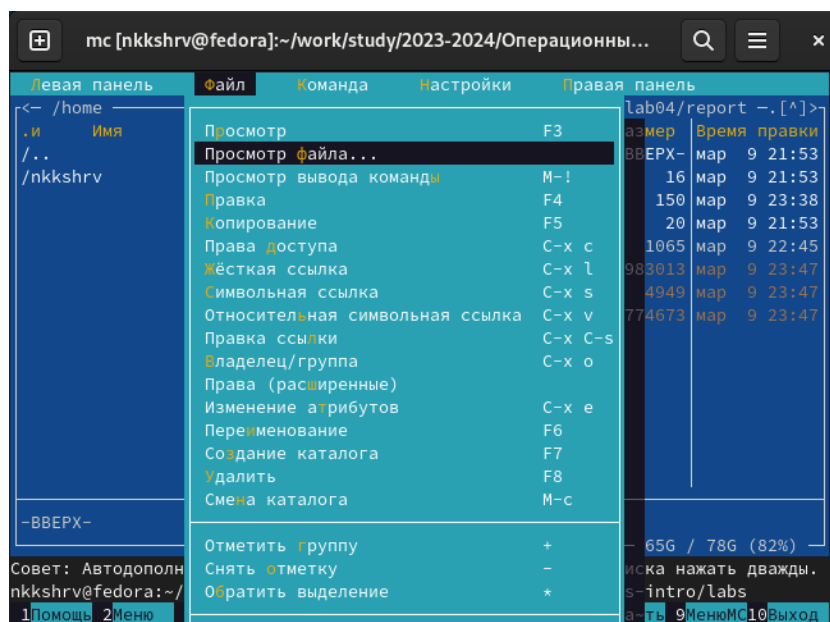 mc [nkkshrv@fedora]:~/work/study/2023-2024/Операционны...
Левая панель Файл Команда Настройки Правая панель
<— /home lab04/report —.[^]>
.и Имя азмер Время правки
/.. ВВЕРХ- мар 9 21:53
/nkkshrv 16 мар 9 21:53
150 мар 9 23:38
20 мар 9 21:53
1065 мар 9 22:45
983013 мар 9 23:47
4949 мар 9 23:47
774673 мар 9 23:47
Просмотр F3
Просмотр файла...
Просмотр вывода команды M-!
Правка F4
Копирование F5
Права доступа C-x c
Жёсткая ссылка C-x l
Символьная ссылка C-x s
Относительная символьная ссылка C-x v
Правка ссылки C-x C-s
Владелец/группа C-x o
Права (расширенные)
Изменение атрибутов C-x e
Переименование F6
Создание каталога F7
Удалить F8
Смена каталога M-c
Отметить группу +
Снять отметку -
Обратить выделение *
-ВВЕРХ-
65G / 78G (82%)
Совет: Автодополн иска нажать дважды.
nkkshrv@fedora:~/ s-intro/labs
1Помощь 2Меню а~ть 9МенюMC 10Выход